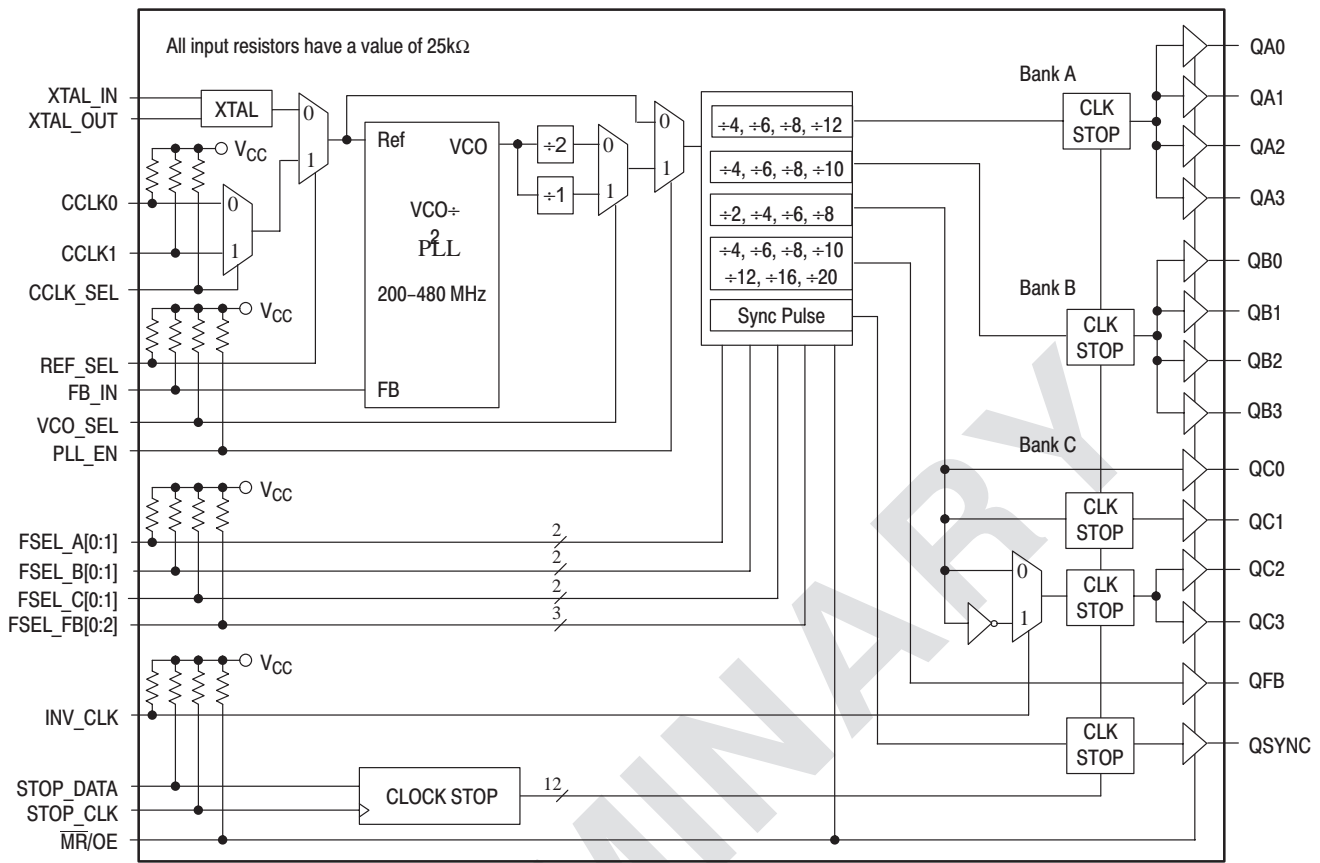 All input resistors have a value of 25kΩ
XTAL_IN
XTAL_OUT
XTAL
0
1
VCC
CCLK0
CCLK1
CCLK_SEL
0
1
VCC
REF_SEL
FB_IN
VCO_SEL
PLL_EN
Ref
VCO
VCO÷
2
PLL
200–480 MHz
FB
÷2
÷1
0
1
0
1
÷4, ÷6, ÷8, ÷12
÷4, ÷6, ÷8, ÷10
÷2, ÷4, ÷6, ÷8
÷4, ÷6, ÷8, ÷10
÷12, ÷16, ÷20
Sync Pulse
Bank A
CLK
STOP
QA0
QA1
QA2
QA3
Bank B
CLK
STOP
QB0
QB1
QB2
QB3
Bank C
QC0
CLK
STOP
QC1
0
1
CLK
STOP
QC2
QC3
QFB
CLK
STOP
QSYNC
VCC
FSEL_A[0:1]
2
FSEL_B[0:1]
2
FSEL_C[0:1]
2
FSEL_FB[0:2]
3
VCC
INV_CLK
STOP_DATA
STOP_CLK
MR/OE
CLOCK STOP
12
MINARY